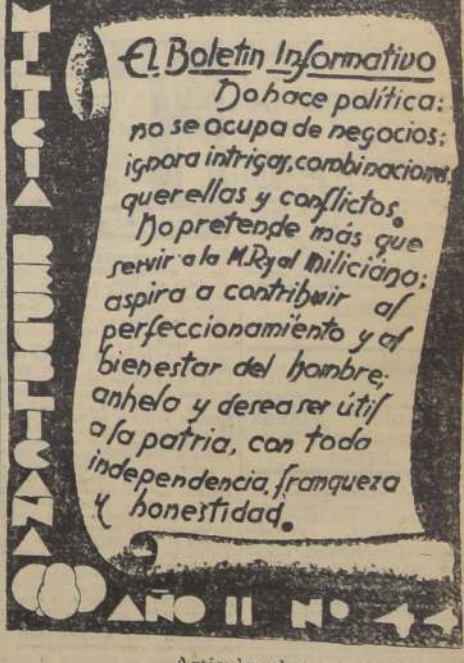 MILICIA REPUBLICANA
El Boletin Informativo
No hace política;
no se ocupa de negocios;
ignora intrigas, combinaciones,
querellas y conflictos.
No pretende más que
servir a la M.R. y al Miliciano;
aspira a contribuir al
perfeccionamiento y al
bienestar del hombre;
anhela y desea ser útil
a la patria, con toda
independencia, franqueza
y honestidad.
AÑO II Nº 44